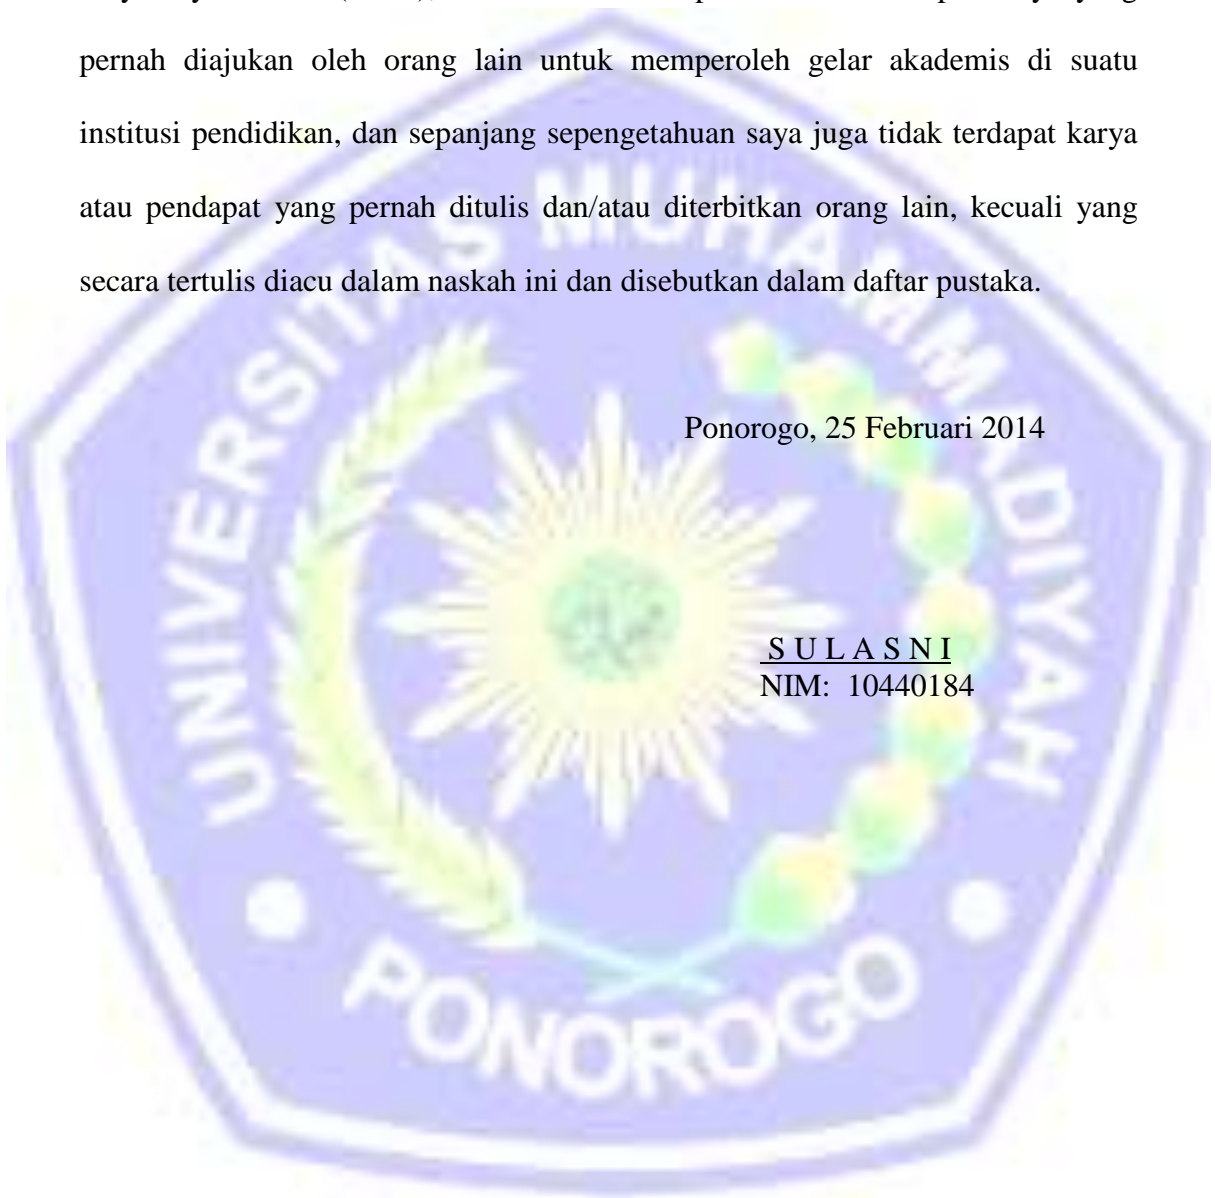 pernah diajukan oleh orang lain untuk memperoleh gelar akademis di suatu
institusi pendidikan, dan sepanjang sepengetahuan saya juga tidak terdapat karya
atau pendapat yang pernah ditulis dan/atau diterbitkan orang lain, kecuali yang
secara tertulis diacu dalam naskah ini dan disebutkan dalam daftar pustaka.
UNIVERSITAS MUHAMMADIYAH
Ponorogo, 25 Februari 2014
S U L A S N I
NIM: 10440184
PONOROGO